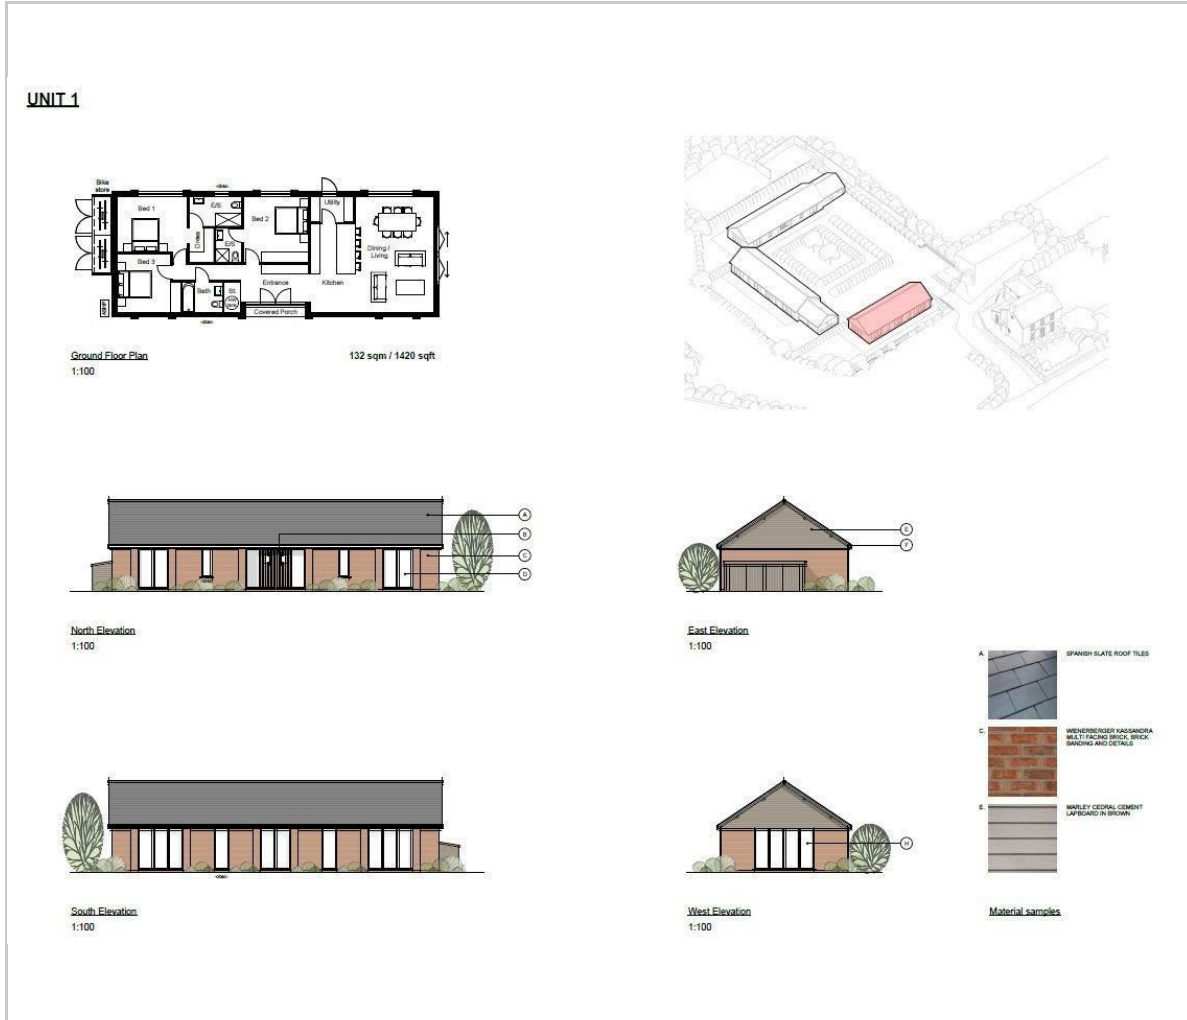 UNIT 1
Bike
store
Bed 1
E/S
Dress
E/S
Bed 2
Utility
Dining /
Living
Bed 3
Bath
St.
Entrance
Kitchen
ASHP
Covered Porch
Ground Floor Plan
132 sqm / 1420 sqft
1:100
A
B
C
D
North Elevation
1:100
E
F
East Elevation
1:100
A.
SPANISH SLATE ROOF TILES
C.
WIENERBERGER KASSANDRA
MULTI FACING BRICK, BRICK
BANDING AND DETAILS
E.
MARLEY CEDRAL CEMENT
LAPBOARD IN BROWN
South Elevation
1:100
H
West Elevation
1:100
Material samples